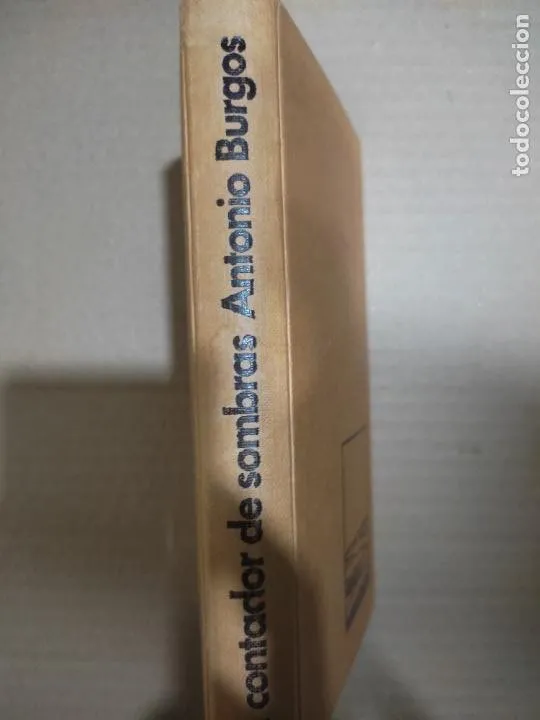 contador de sombras Antonio Burgos
todocoleccion